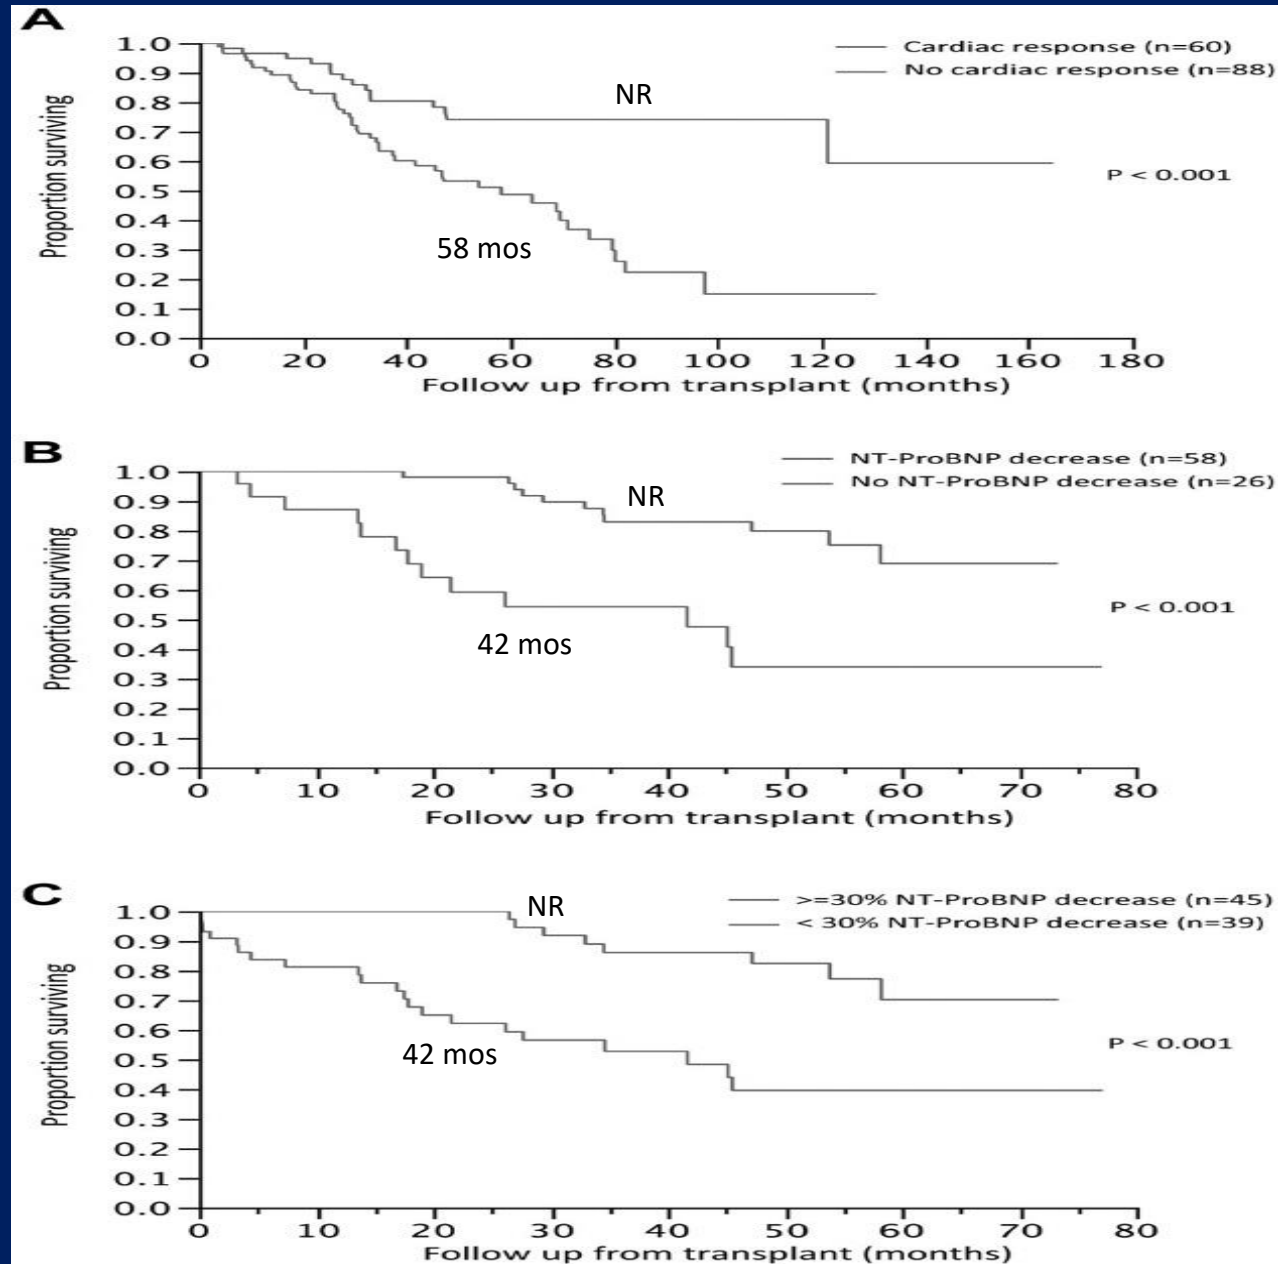 A
Cardiac response (n=60)
No cardiac response (n=88)
1.0
0.9
0.8
0.7
0.6
0.5
0.4
0.3
0.2
0.1
0.0
Proportion surviving
NR
58 mos
P < 0.001
0 20 40 60 80 100 120 140 160 180
Follow up from transplant (months)
B
NT-ProBNP decrease (n=58)
No NT-ProBNP decrease (n=26)
1.0
0.9
0.8
0.7
0.6
0.5
0.4
0.3
0.2
0.1
0.0
Proportion surviving
NR
42 mos
P < 0.001
0 10 20 30 40 50 60 70 80
Follow up from transplant (months)
C
>=30% NT-ProBNP decrease (n=45)
< 30% NT-ProBNP decrease (n=39)
1.0
0.9
0.8
0.7
0.6
0.5
0.4
0.3
0.2
0.1
0.0
Proportion surviving
NR
42 mos
P < 0.001
0 10 20 30 40 50 60 70 80
Follow up from transplant (months)